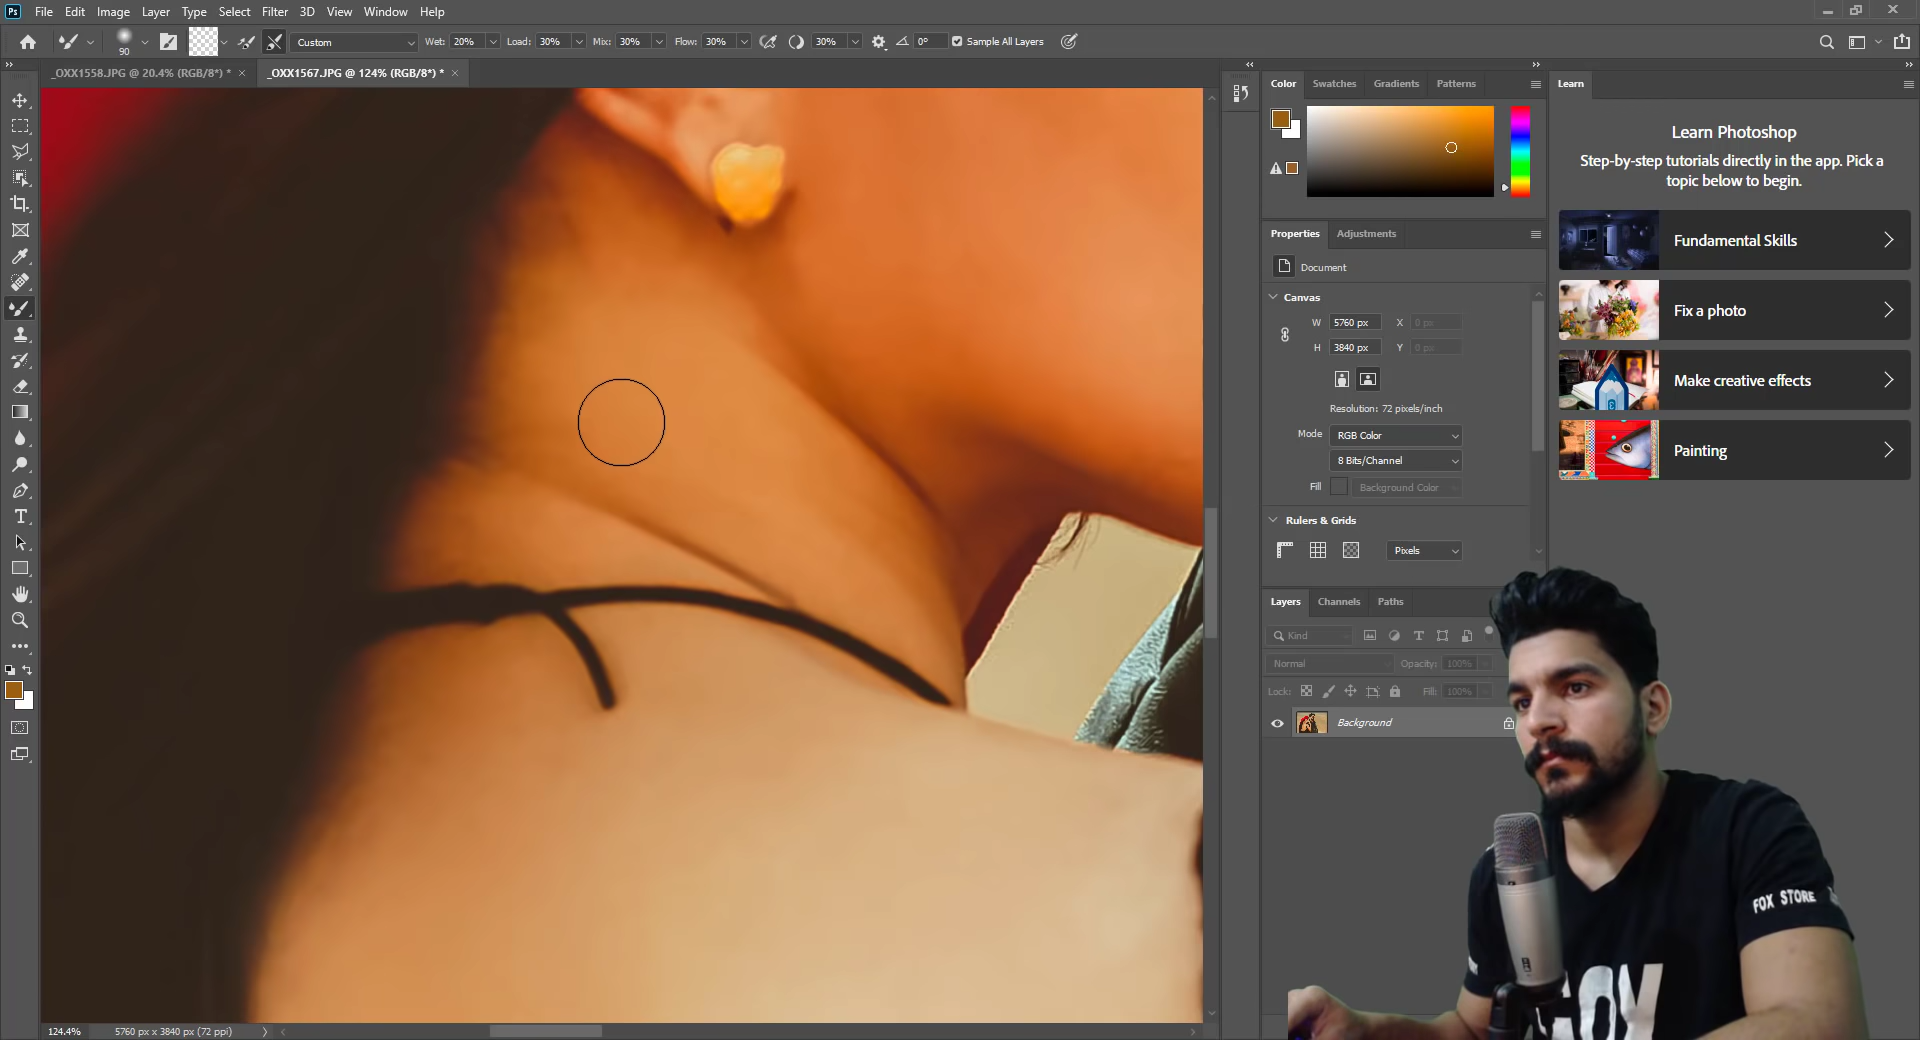 Ps File Edit Image Layer Type Select Filter 3D View Window Help
90 Custom Wet: 20% Load: 30% Mix: 30% Flow: 30% 30% 0° Sample All Layers
_OXX1558.JPG @ 20.4% (RGB/8*) * × _OXX1567.JPG @ 124% (RGB/8*) * ×
Color Swatches Gradients Patterns
Learn
Learn Photoshop
Step-by-step tutorials directly in the app. Pick a
topic below to begin.
Fundamental Skills
Fix a photo
Make creative effects
Painting
Properties Adjustments
Document
Canvas
W 5760 px X 0 px
H 3840 px Y 0 px
Resolution: 72 pixels/inch
Mode RGB Color
8 Bits/Channel
Fill Background Color
Rulers & Grids
Pixels
Layers Channels Paths
Kind
Normal Opacity: 100%
Lock: Fill: 100%
Background
FOX STORE
124.4% 5760 px x 3840 px (72 ppi)